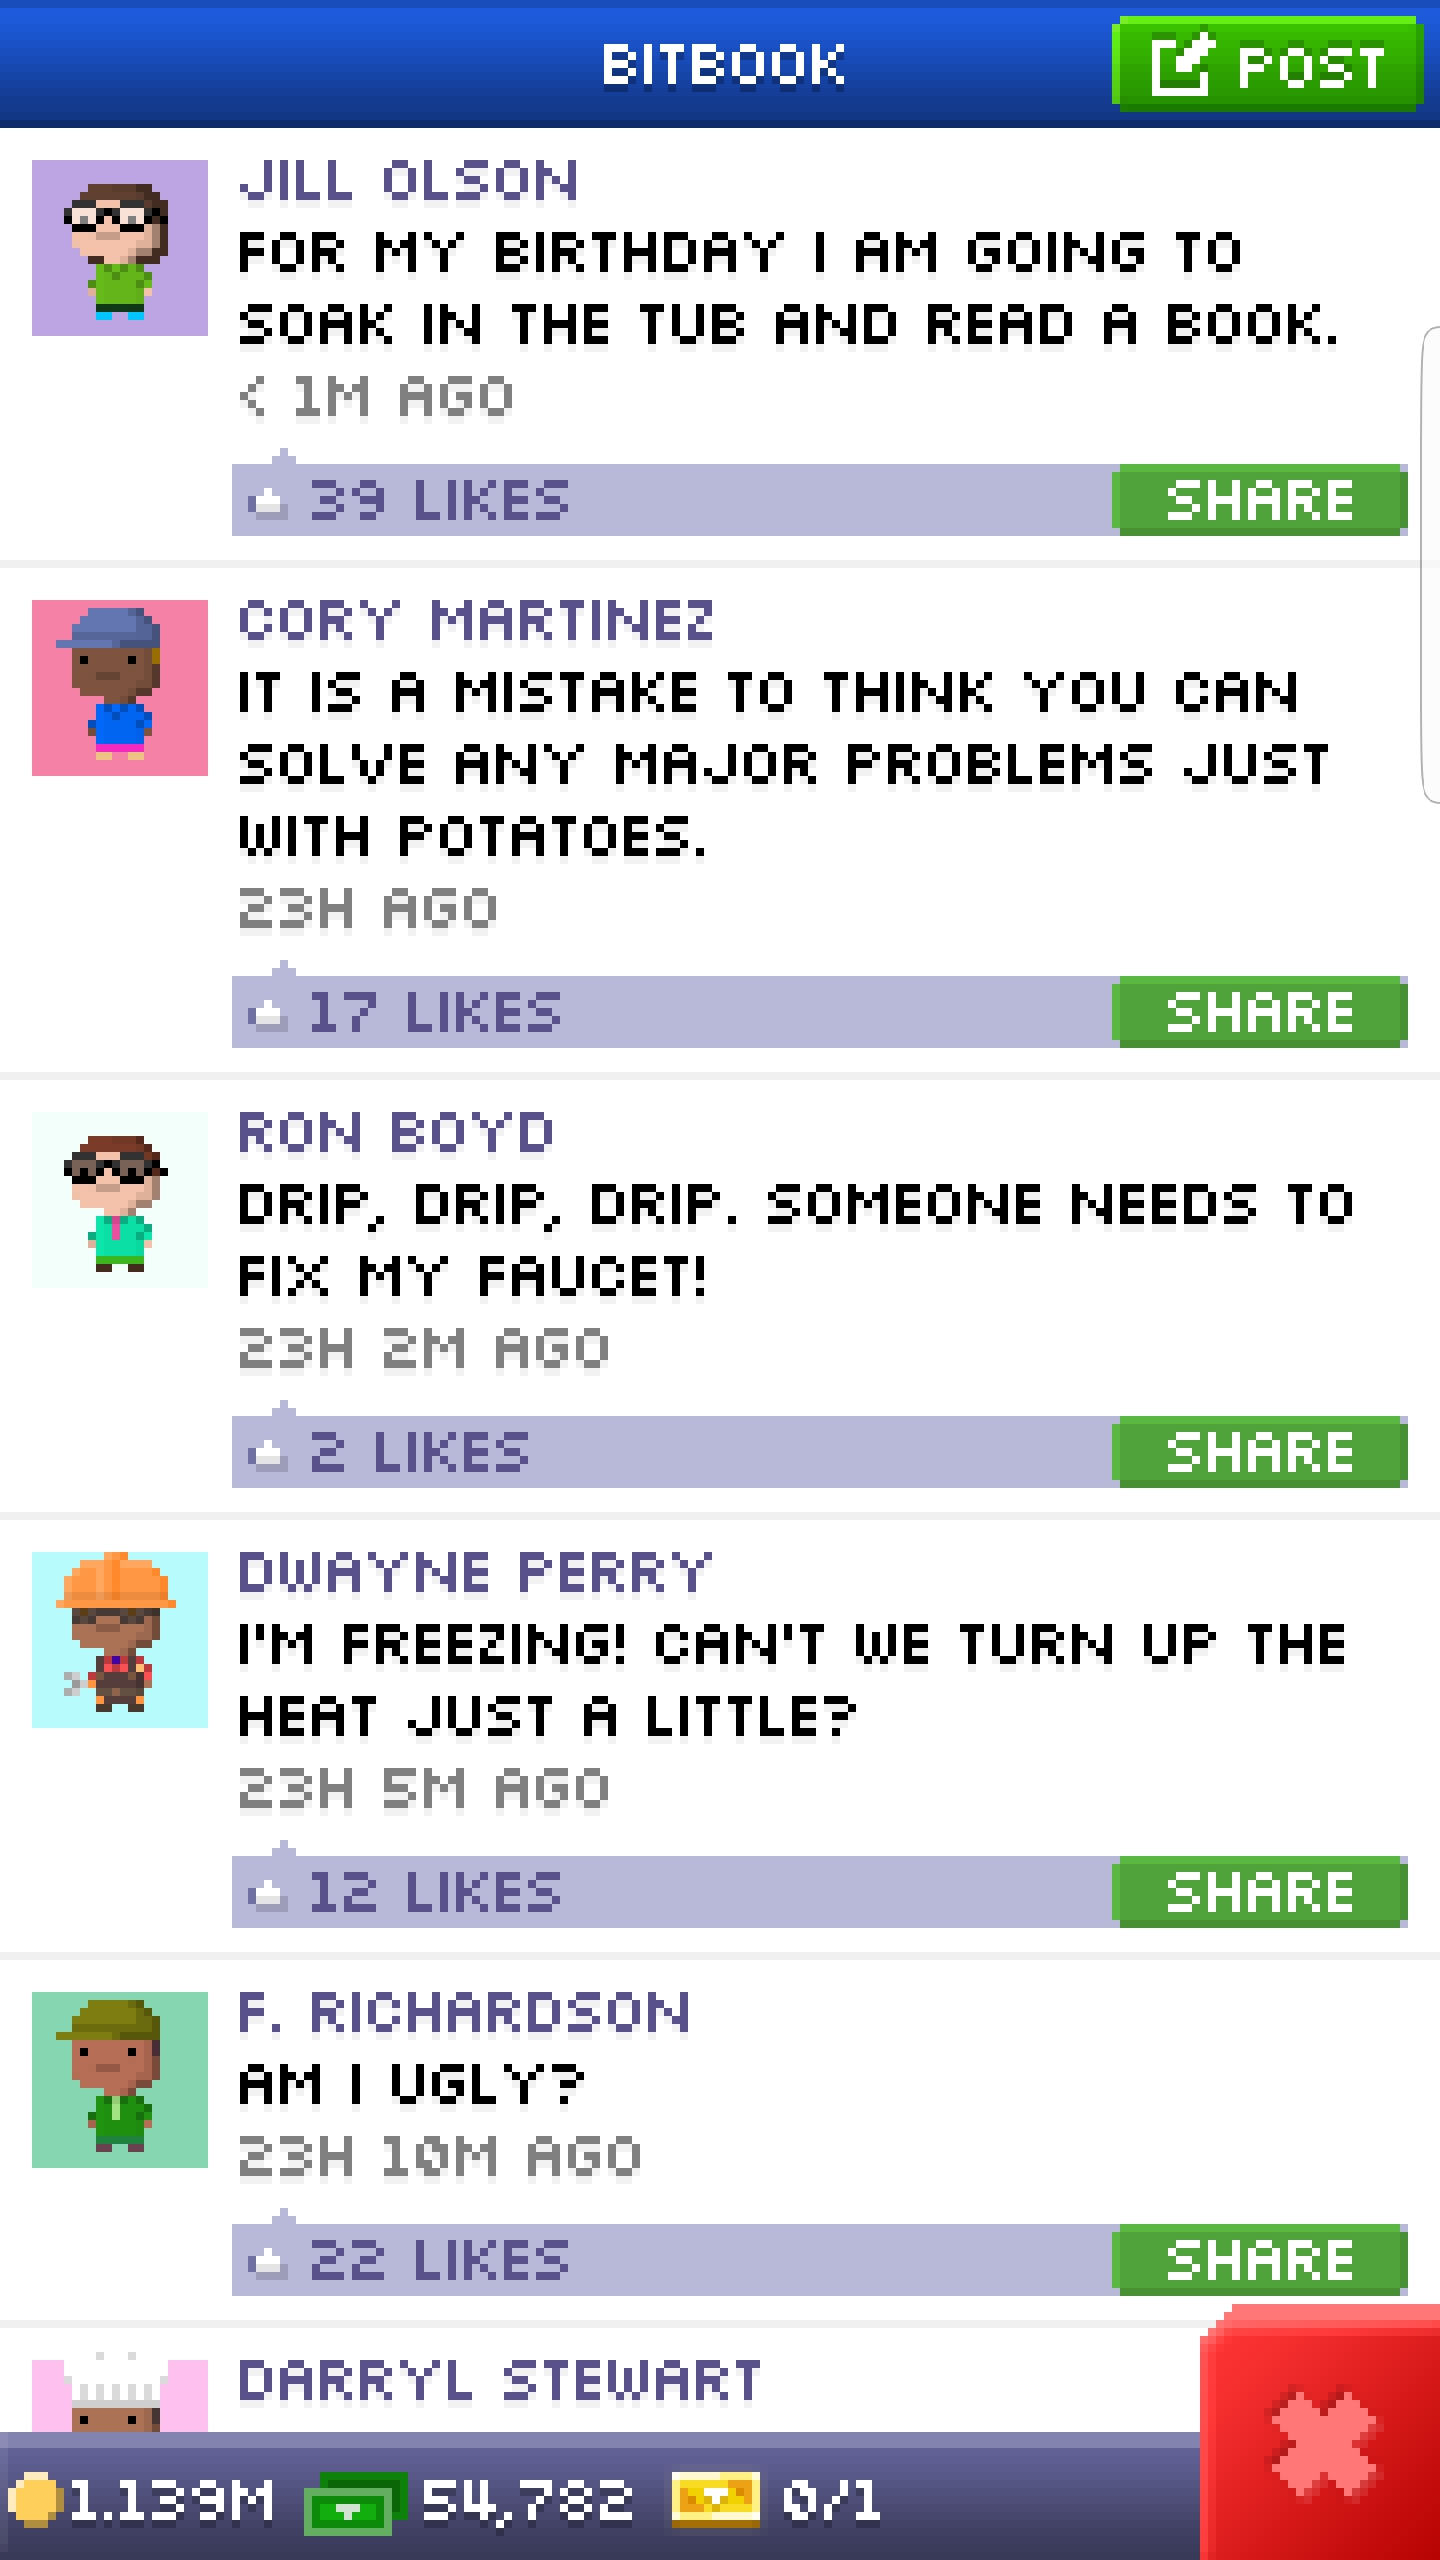 BITBOOK
POST
JILL OLSON
FOR MY BIRTHDAY I AM GOING TO
SOAK IN THE TUB AND READ A BOOK.
< 1M AGO
39 LIKES
SHARE
CORY MARTINEZ
IT IS A MISTAKE TO THINK YOU CAN
SOLVE ANY MAJOR PROBLEMS JUST
WITH POTATOES.
23H AGO
17 LIKES
SHARE
RON BOYD
DRIP, DRIP, DRIP. SOMEONE NEEDS TO
FIX MY FAUCET!
23H 2M AGO
2 LIKES
SHARE
DWAYNE PERRY
I'M FREEZING! CAN'T WE TURN UP THE
HEAT JUST A LITTLE?
23H 5M AGO
12 LIKES
SHARE
F. RICHARDSON
AM I UGLY?
23H 10M AGO
22 LIKES
SHARE
DARRYL STEWART
1.139M 54,782 0/1